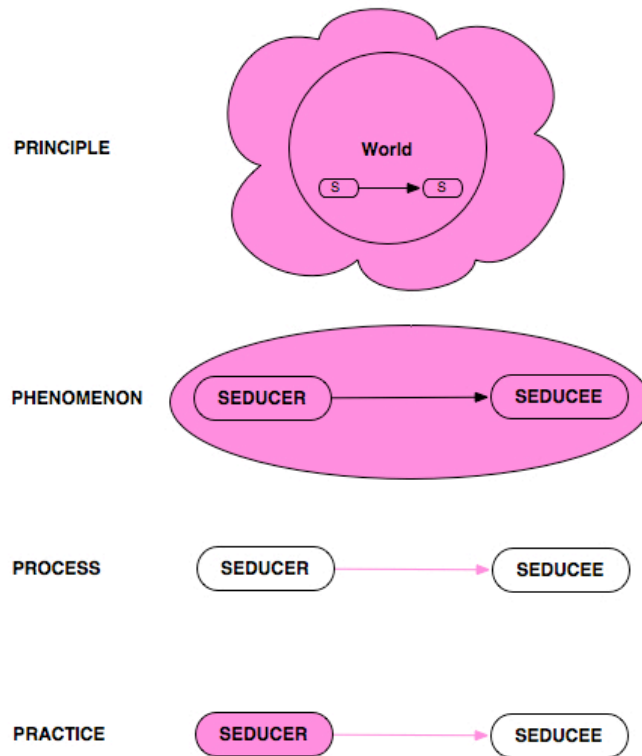 PRINCIPLE
World
S S
PHENOMENON SEDUCER SEDUCEE
PROCESS SEDUCER SEDUCEE
PRACTICE SEDUCER SEDUCEE